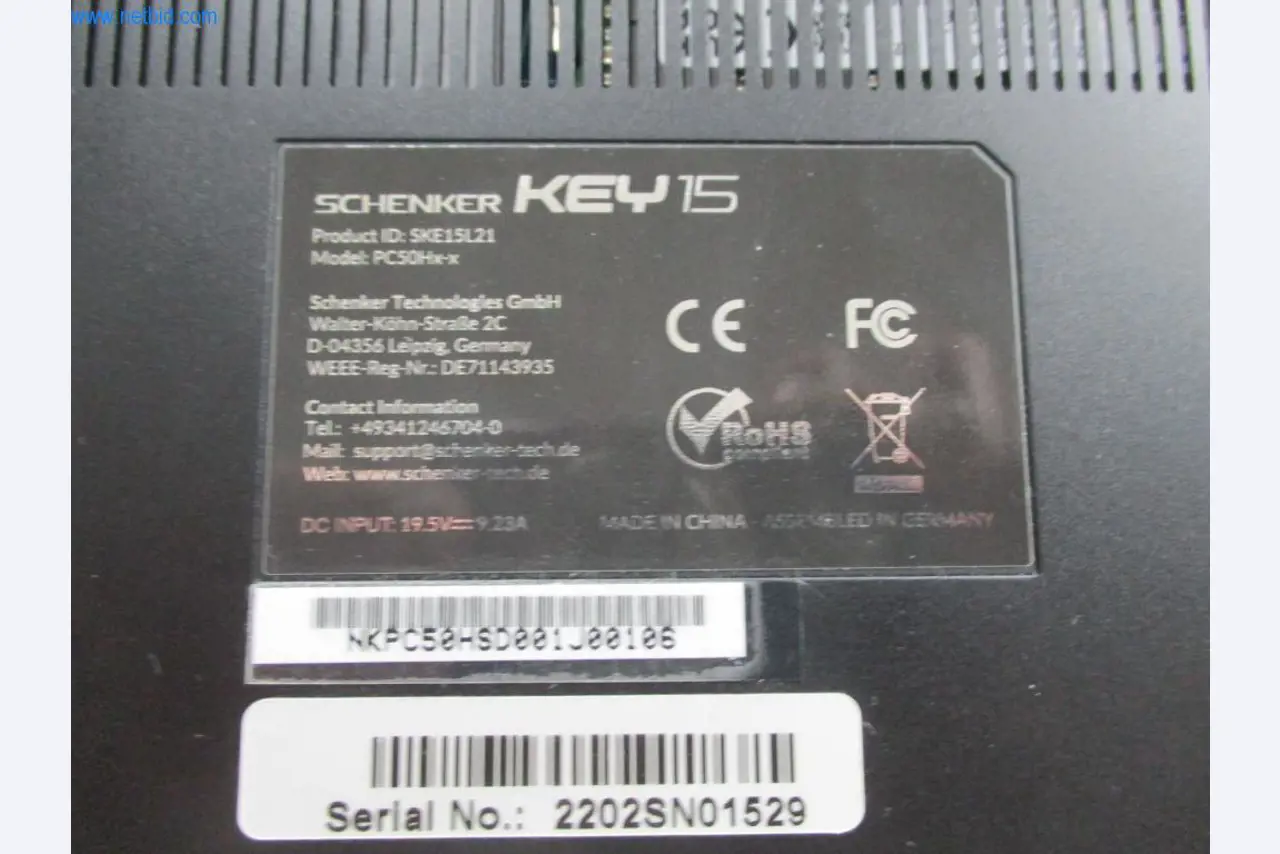 www.netbid.com
SCHENKER KEY 15
Product ID: SKE15L21
Model: PC50Hx-x
Schenker Technologies GmbH
Walter-Köhn-Straße 2C
D-04356 Leipzig, Germany
WEEE-Reg-Nr.: DE71143935
CE FC
Contact Information
Tel.: +49341246704-0
Mail: support@schenker-tech.de
Web: www.schenker-tech.de
RoHS
compliant
DC INPUT: 19.5V⎓9.23A
MADE IN CHINA - ASSEMBLED IN GERMANY
NKPC50HSD001J00106
Serial No.: 2202SN01529